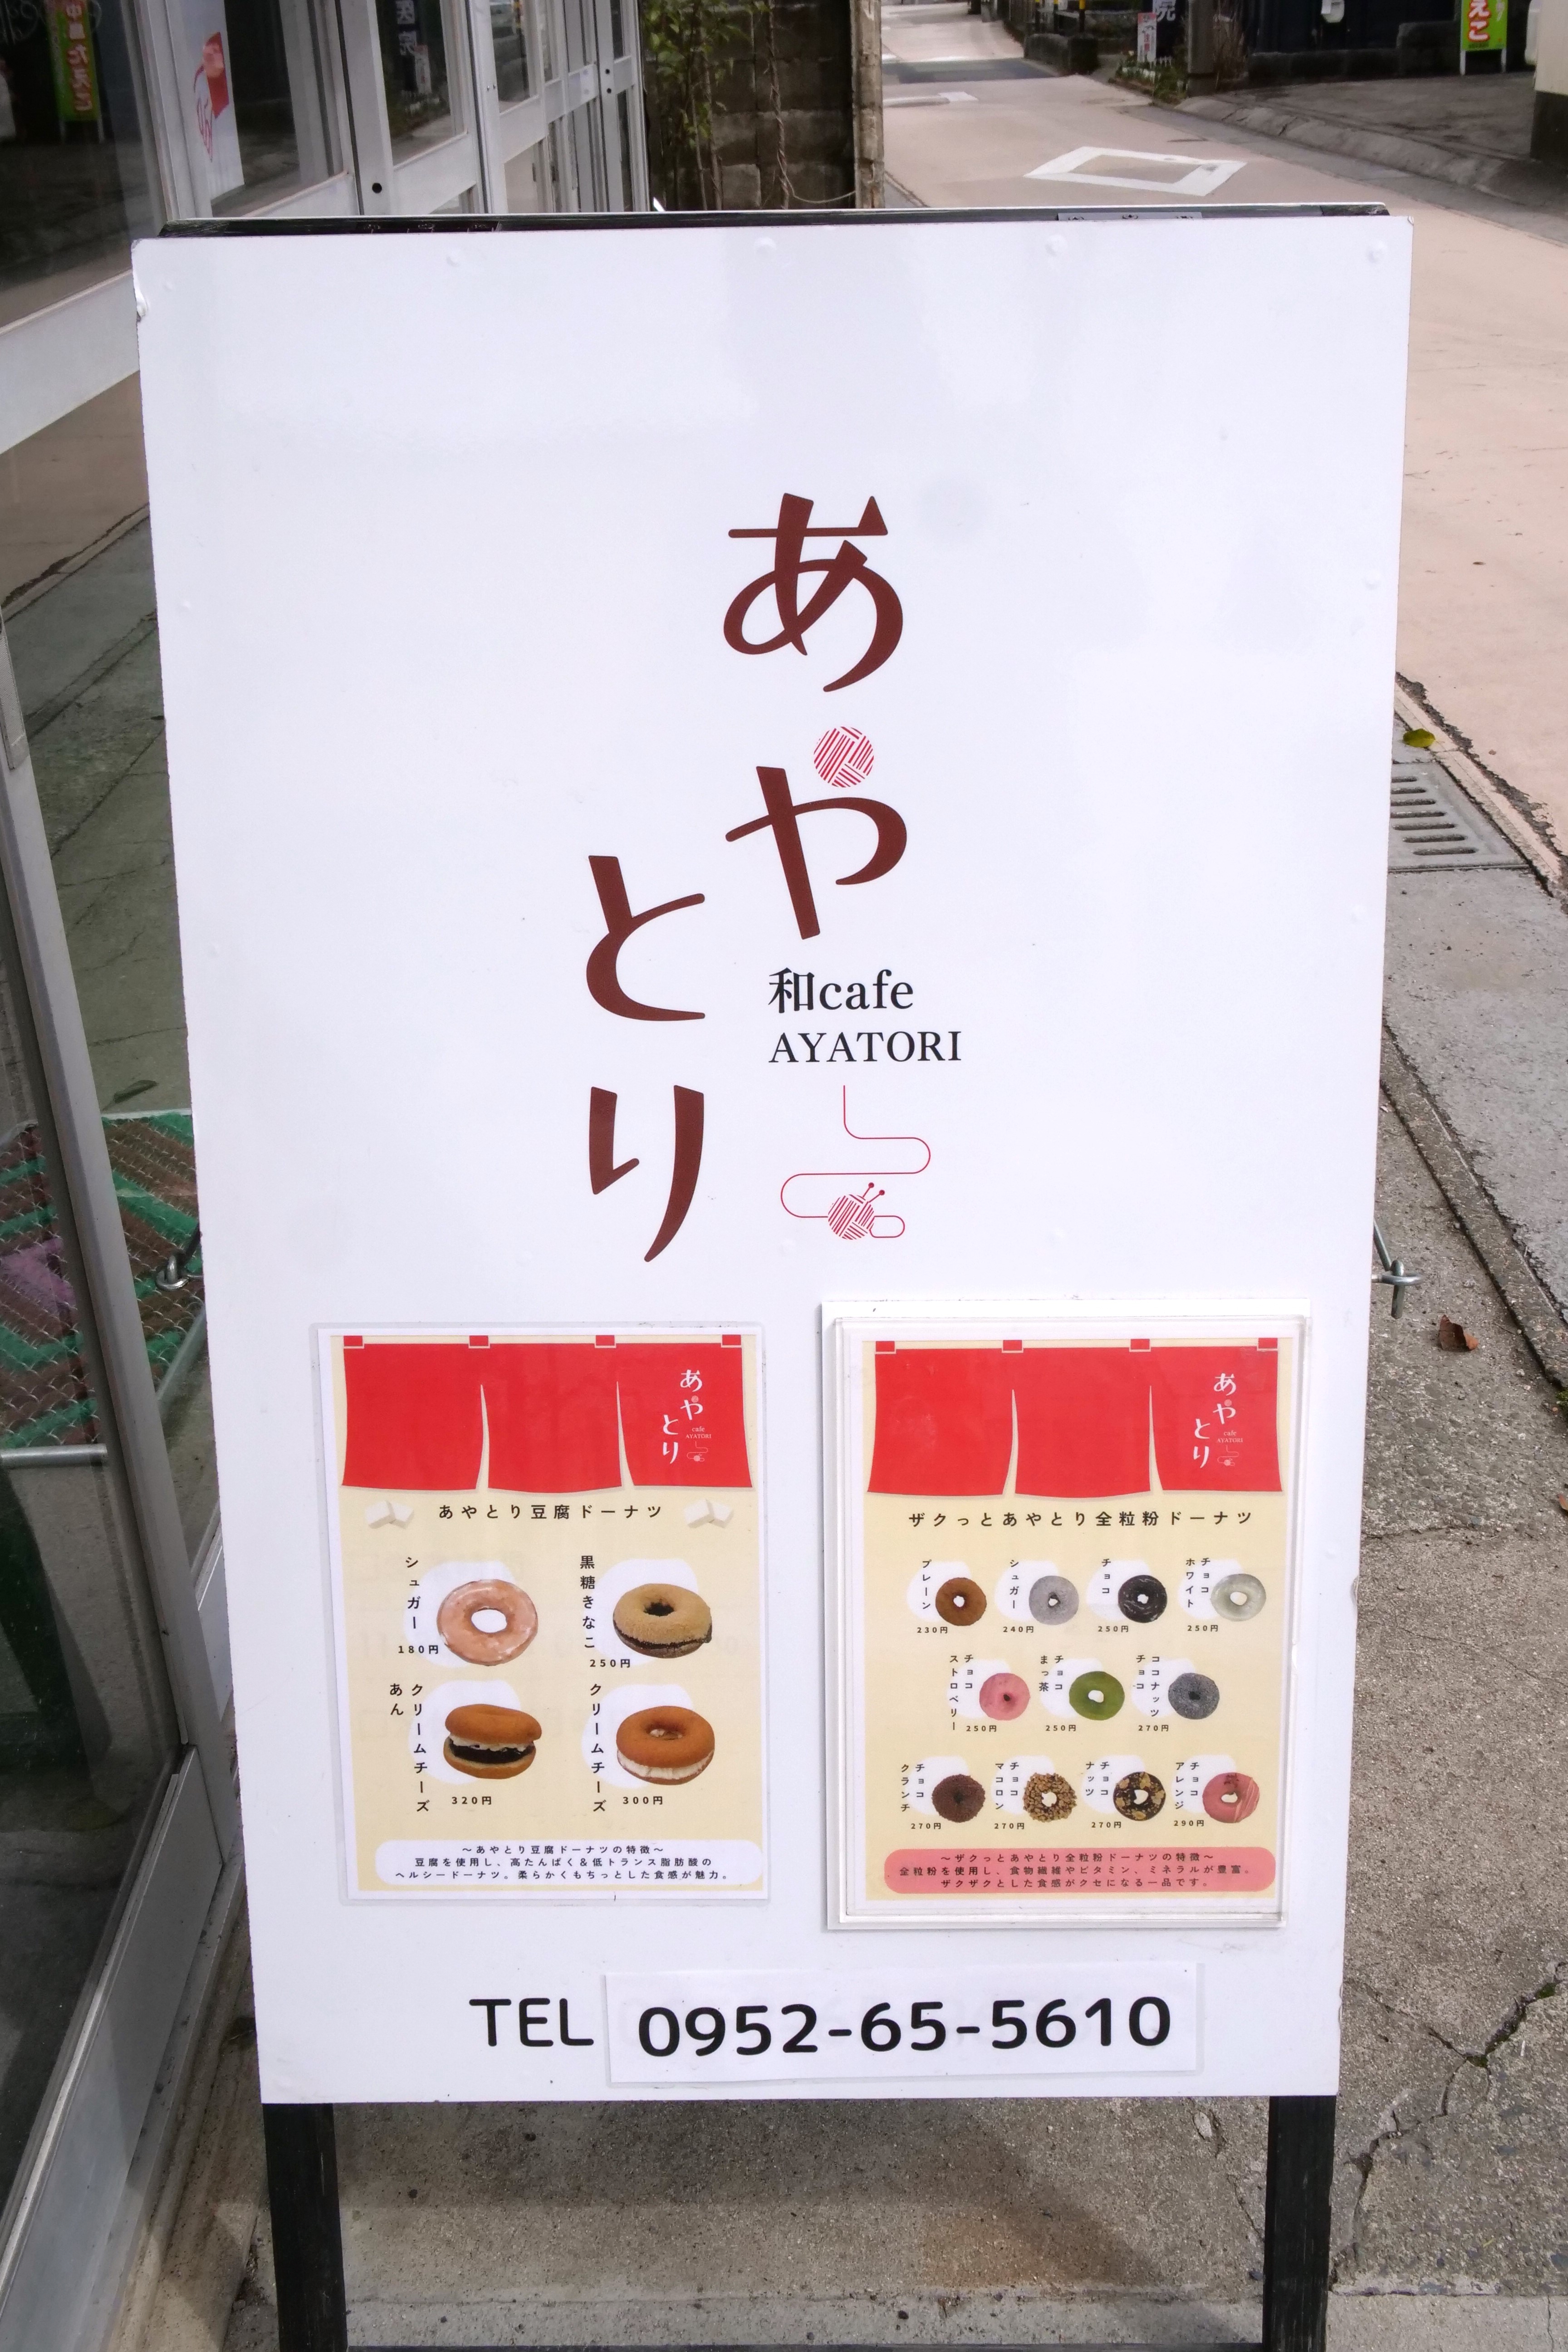 あや
とり
和cafe
AYATORI
あや
とり
cafe
AYATORI
あやとり豆腐ドーナツ
シュガー
180円
黒糖きなこ
250円
クリームチーズ
あん
320円
クリームチーズ
300円
～あやとり豆腐ドーナツの特徴～
豆腐を使用し、高たんぱく&低トランス脂肪酸の
ヘルシードーナツ。柔らかくもちっとした食感が魅力。
あや
とり
cafe
AYATORI
ザクっとあやとり全粒粉ドーナツ
プレーン
230円
シュガー
240円
チョコ
250円
チョコ
ホワイト
250円
チョコ
ストロベリー
250円
チョコ
まっ茶
250円
ココナッツ
チョコ
270円
チョコ
クランチ
270円
チョコ
マコロン
270円
チョコ
ナッツ
270円
チョコ
アレンジ
290円
～ザクっとあやとり全粒粉ドーナツの特徴～
全粒粉を使用し、食物繊維やビタミン、ミネラルが豊富。
ザクザクとした食感がクセになる一品です。
TEL 0952-65-5610